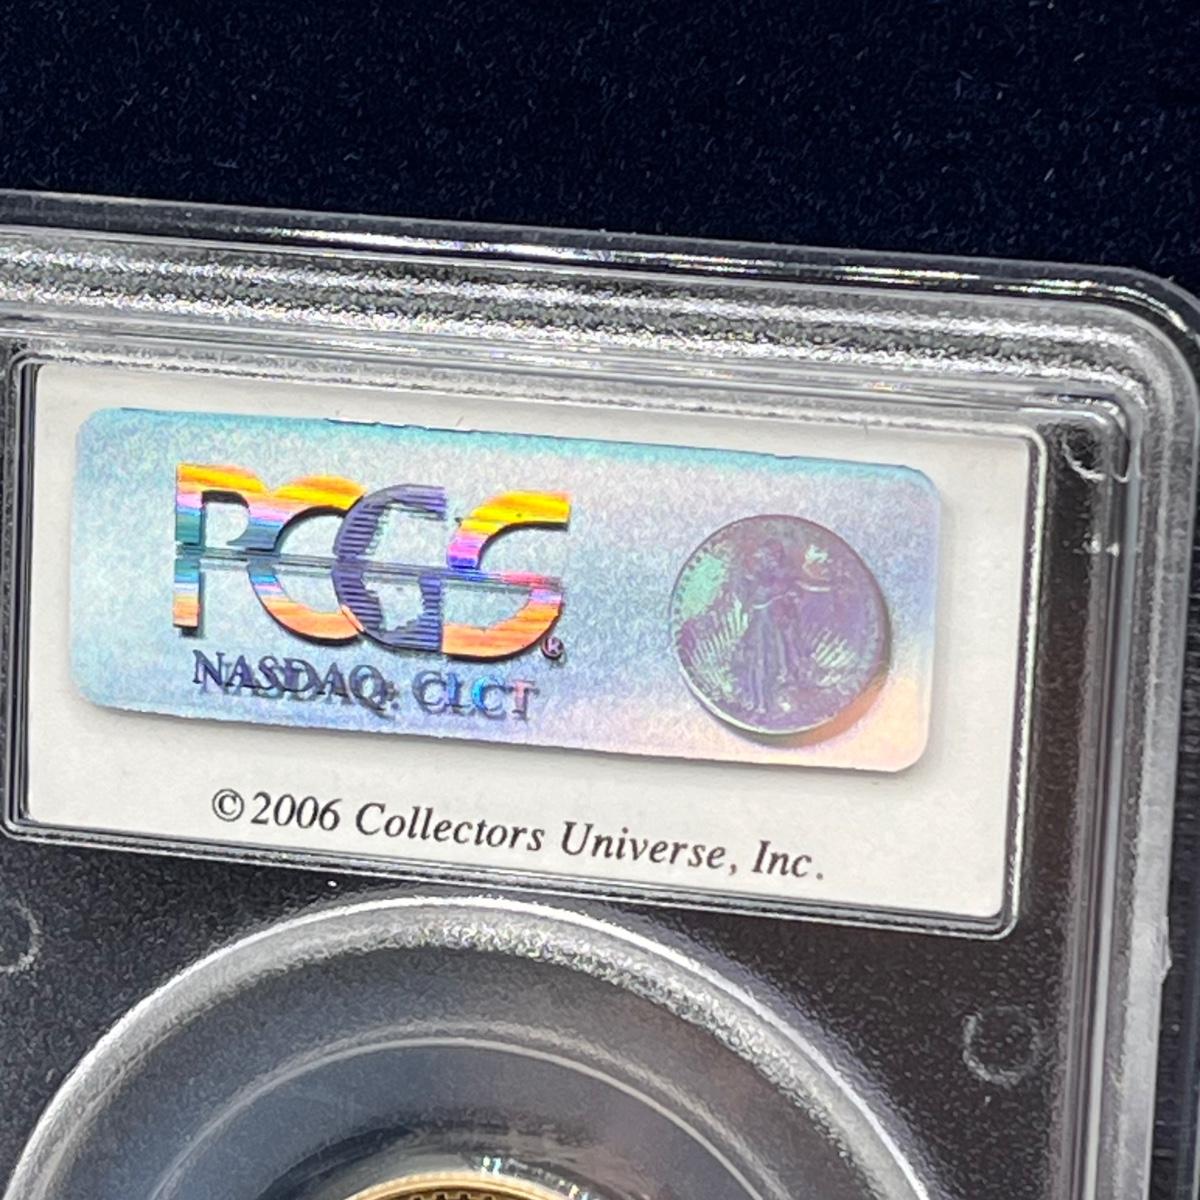 PCGS®
NASDAQ: CLCT
©2006 Collectors Universe, Inc.